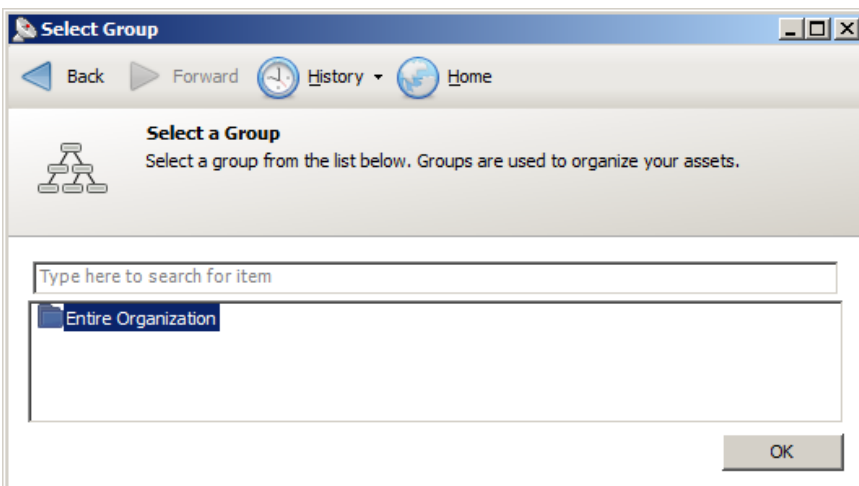 Select Group
Back Forward History Home
Select a Group
Select a group from the list below. Groups are used to organize your assets.
Type here to search for item
Entire Organization
OK